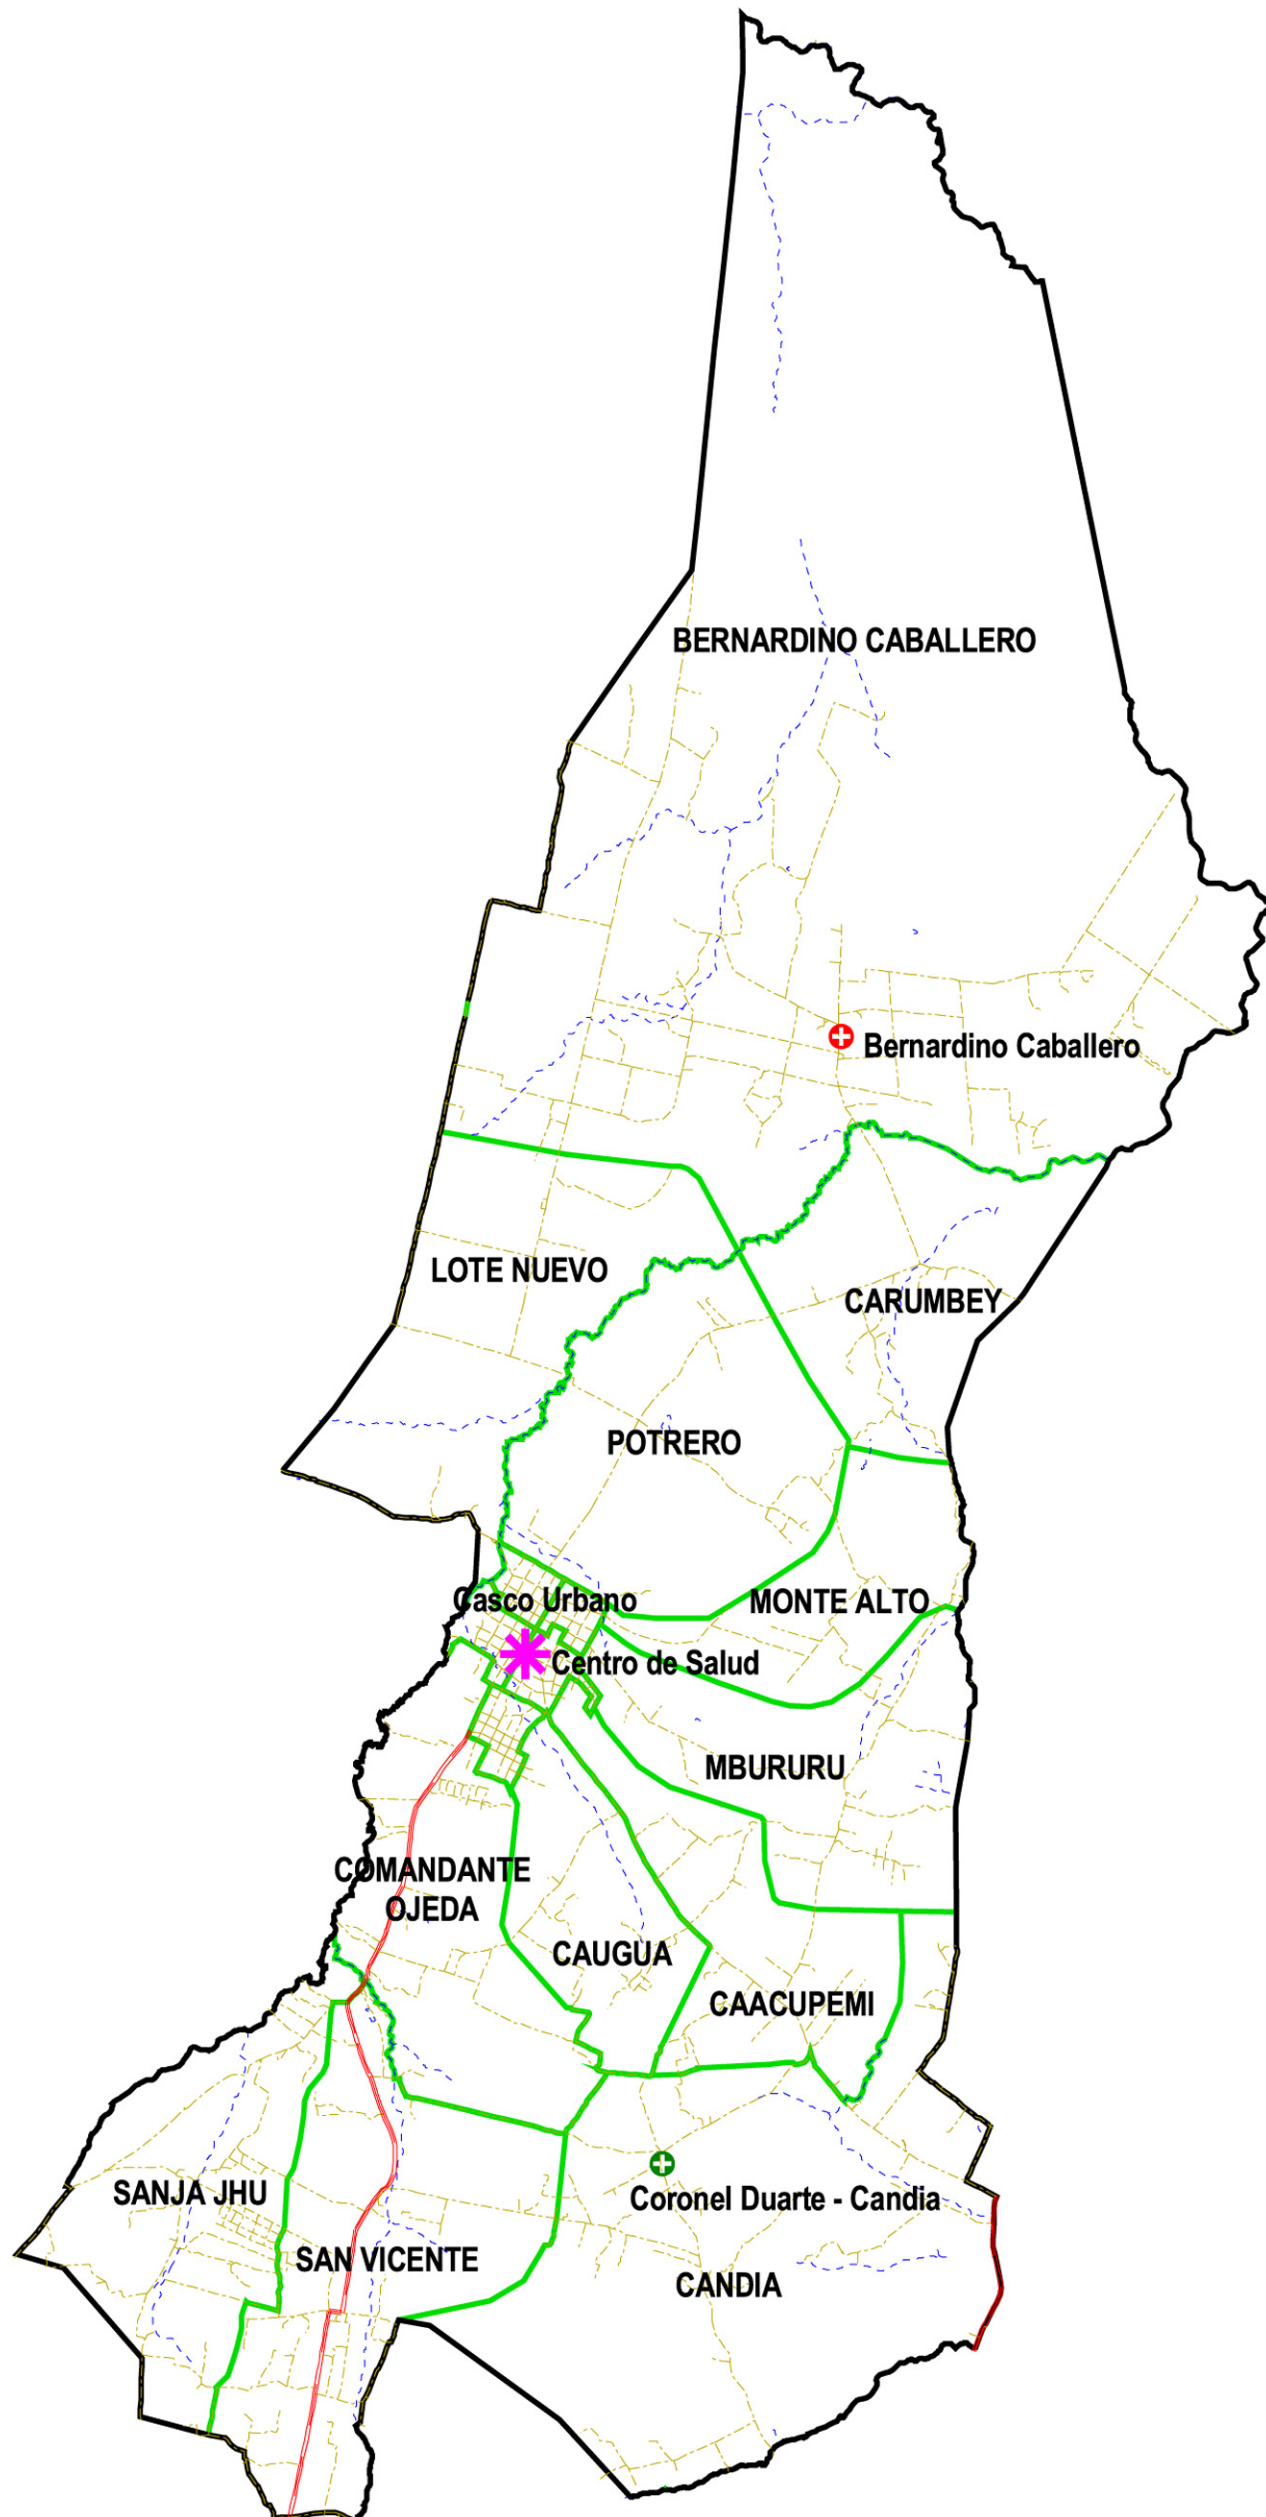 BERNARDINO CABALLERO
Bernardino Caballero
LOTE NUEVO
CARUMBEY
POTRERO
Casco Urbano
MONTE ALTO
Centro de Salud
MBURURU
COMANDANTE
OJEDA
CAUGUA
CAACUPEMI
SANJA JHU
Coronel Duarte - Candia
SAN VICENTE
CANDIA